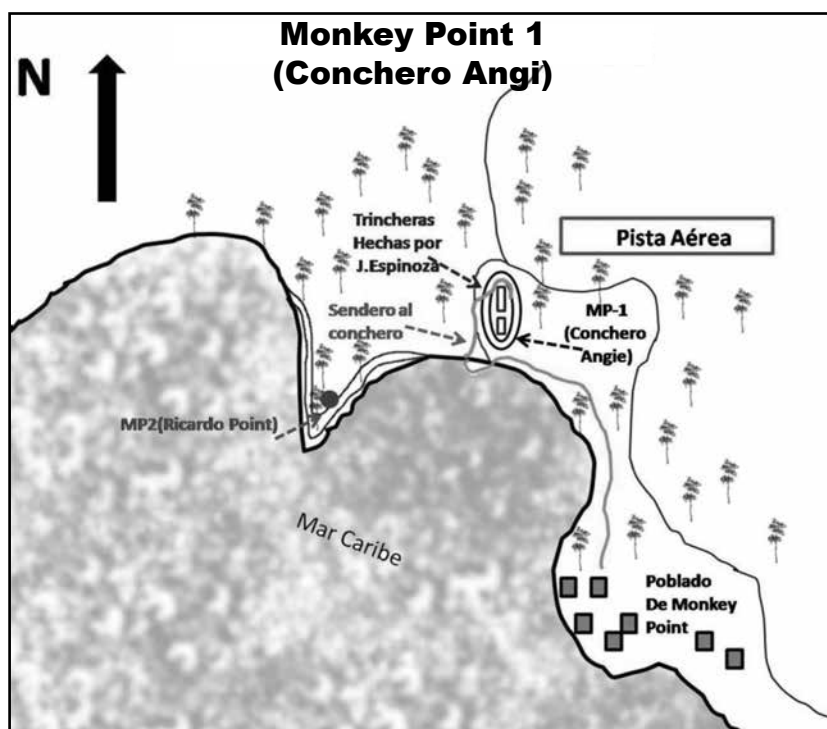 Monkey Point 1
(Conchero Angi)
N
Trincheras
Hechas por
J.Espinoza
Pista Aérea
Sendero al
conchero
MP-1
(Conchero
Angie)
MP2(Ricardo Point)
Mar Caribe
Poblado
De Monkey
Point